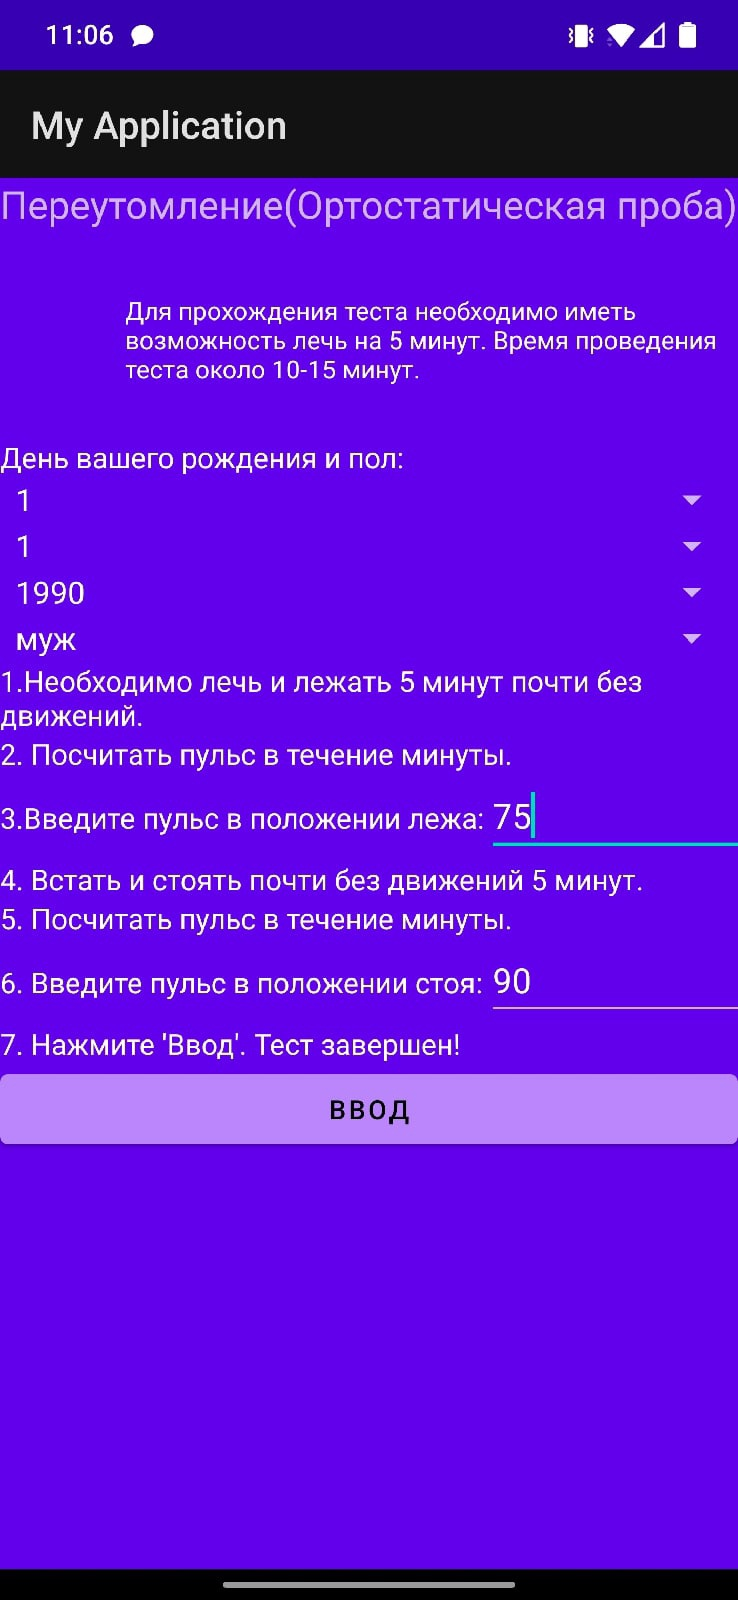 11:06
My Application
Переутомление(Ортостатическая проба)
Для прохождения теста необходимо иметь
возможность лечь на 5 минут. Время проведения
теста около 10-15 минут.
День вашего рождения и пол:
1
1
1990
муж
1.Необходимо лечь и лежать 5 минут почти без
движений.
2. Посчитать пульс в течение минуты.
3.Введите пульс в положении лежа: 75
4. Встать и стоять почти без движений 5 минут.
5. Посчитать пульс в течение минуты.
6. Введите пульс в положении стоя: 90
7. Нажмите 'Ввод'. Тест завершен!
ВВОД